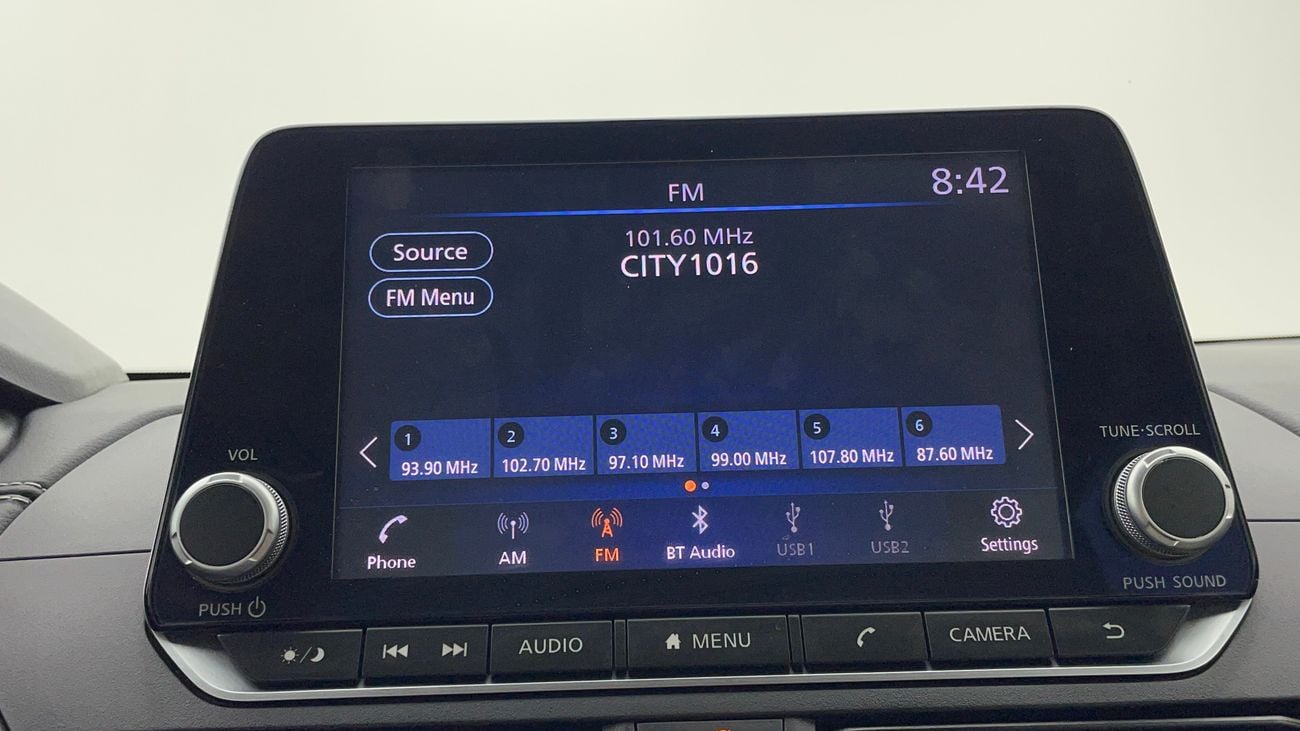 FM
8:42
Source
101.60 MHz
CITY1016
FM Menu
1 2 3 4 5 6
93.90 MHz 102.70 MHz 97.10 MHz 99.00 MHz 107.80 MHz 87.60 MHz
Phone AM FM BT Audio USB1 USB2 Settings
VOL
TUNE·SCROLL
PUSH
PUSH SOUND
AUDIO MENU CAMERA